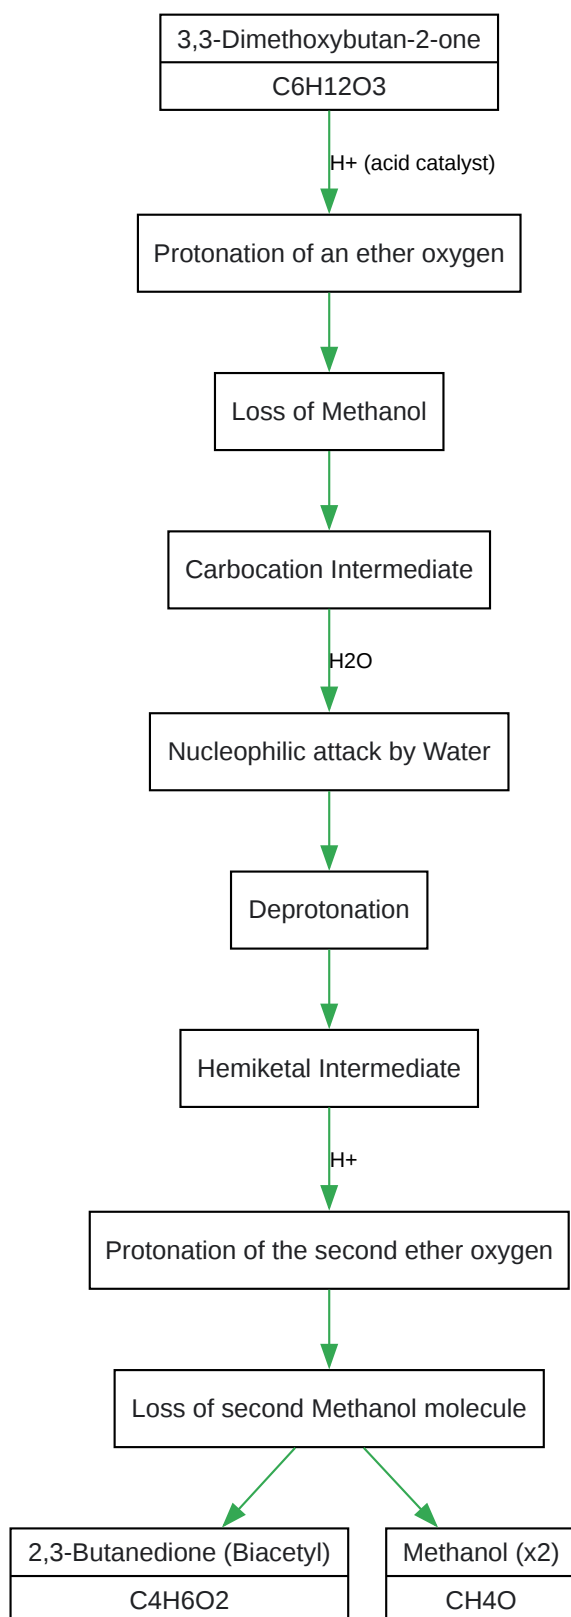 3,3-Dimethoxybutan-2-one
C6H12O3
H+ (acid catalyst)
Protonation of an ether oxygen
Loss of Methanol
Carbocation Intermediate
H2O
Nucleophilic attack by Water
Deprotonation
Hemiketal Intermediate
H+
Protonation of the second ether oxygen
Loss of second Methanol molecule
2,3-Butanedione (Biacetyl)
C4H6O2
Methanol (x2)
CH4O